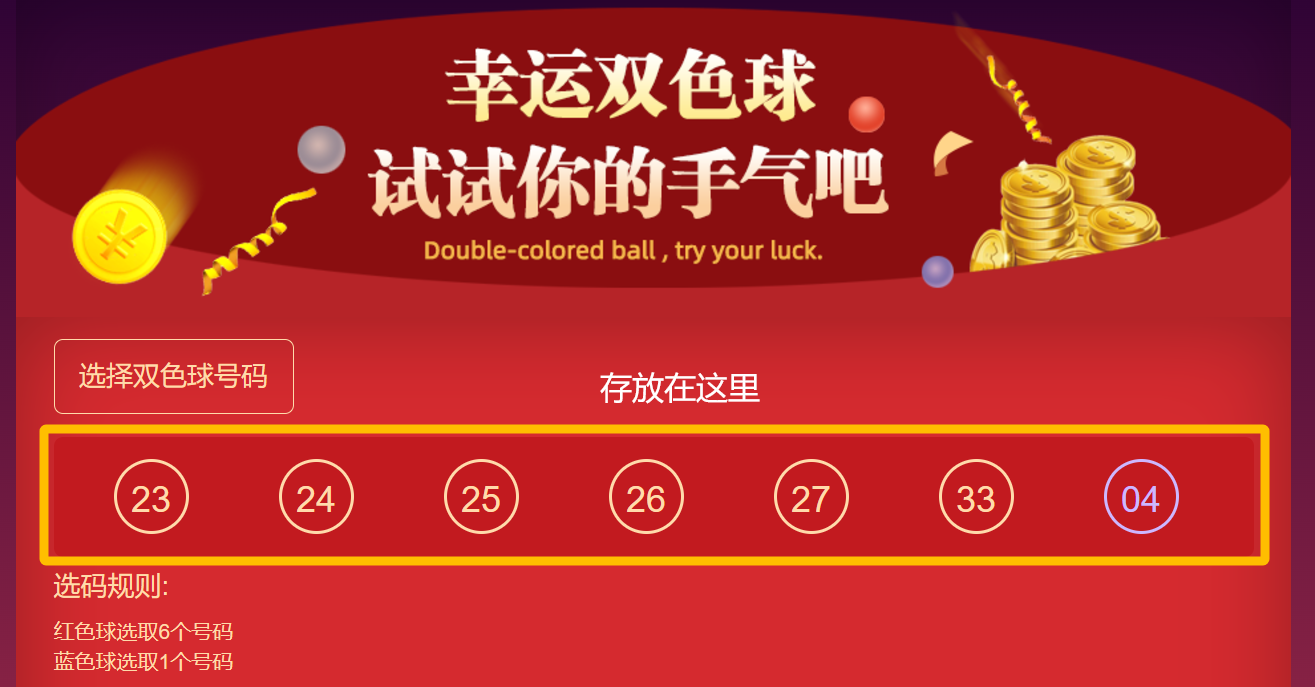 幸运双色球
试试你的手气吧
Double-colored ball , try your luck.
选择双色球号码
存放在这里
23 24 25 26 27 33 04
选码规则:
红色球选取6个号码
蓝色球选取1个号码